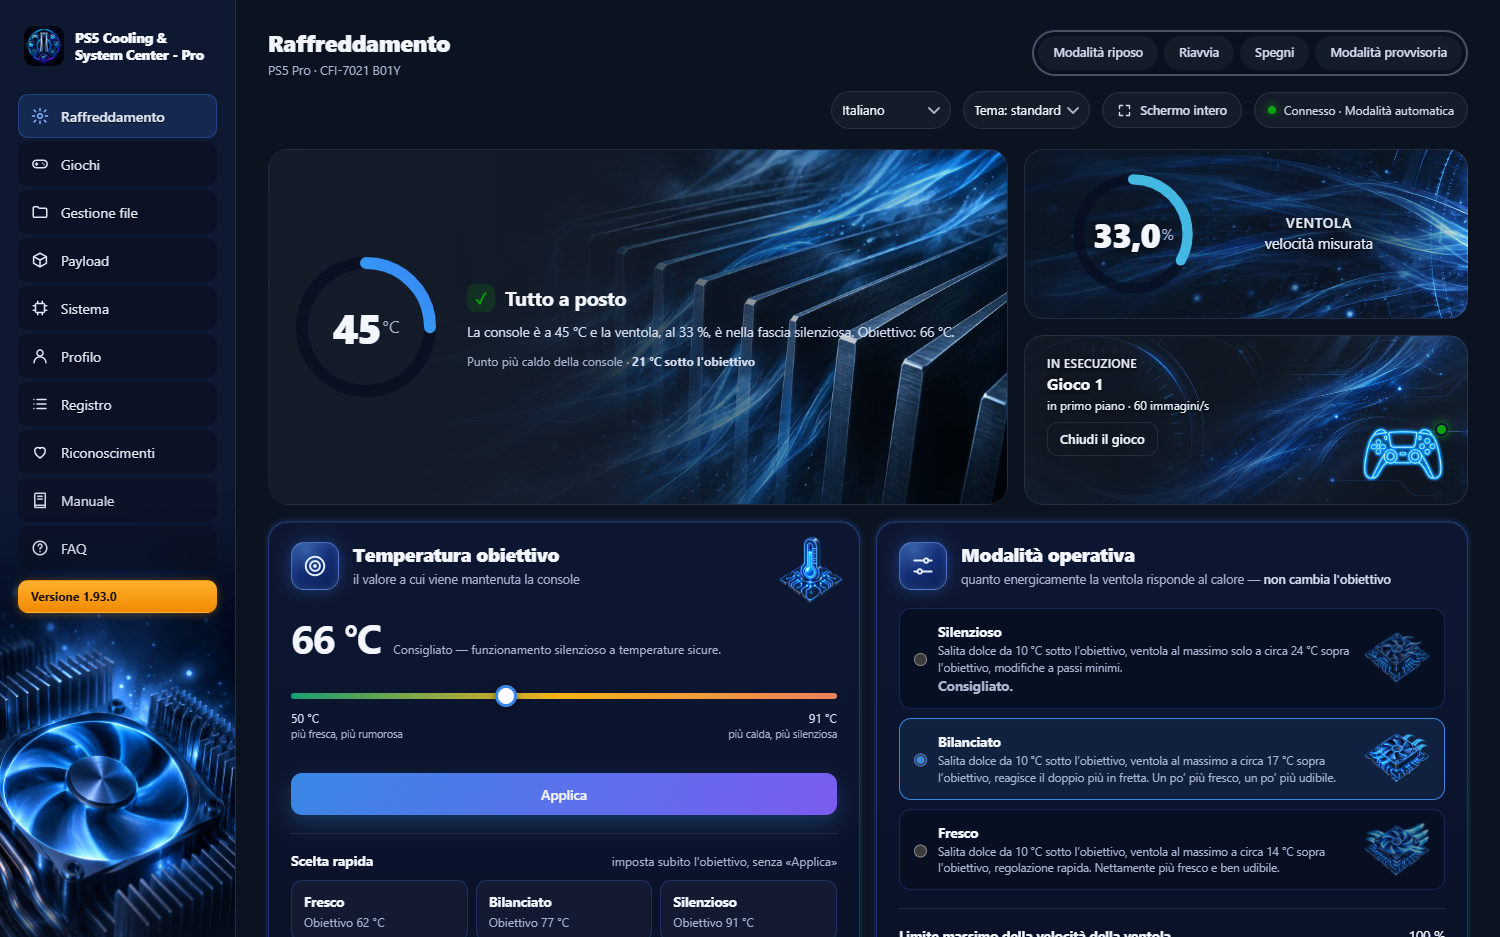 PS5 Cooling &
System Center - Pro
Raffreddamento
Giochi
Gestione file
Payload
Sistema
Profilo
Registro
Riconoscimenti
Manuale
FAQ
Versione 1.93.0
Raffreddamento
PS5 Pro · CFI-7021 B01Y
Modalità riposo
Riavvia
Spegni
Modalità provvisoria
Italiano
Tema: standard
Schermo intero
Connesso · Modalità automatica
45 °C
Tutto a posto
La console è a 45 °C e la ventola, al 33 %, è nella fascia silenziosa. Obiettivo: 66 °C.
Punto più caldo della console · 21 °C sotto l'obiettivo
33,0 %
VENTOLA
velocità misurata
IN ESECUZIONE
Gioco 1
in primo piano · 60 immagini/s
Chiudi il gioco
Temperatura obiettivo
il valore a cui viene mantenuta la console
66 °C
Consigliato — funzionamento silenzioso a temperature sicure.
50 °C
più fresca, più rumorosa
91 °C
più calda, più silenziosa
Applica
Scelta rapida
imposta subito l'obiettivo, senza «Applica»
Fresco
Obiettivo 62 °C
Bilanciato
Obiettivo 77 °C
Silenzioso
Obiettivo 91 °C
Modalità operativa
quanto energicamente la ventola risponde al calore — non cambia l'obiettivo
Silenzioso
Salita dolce da 10 °C sotto l'obiettivo, ventola al massimo solo a circa 24 °C sopra
l'obiettivo, modifiche a passi minimi.
Consigliato.
Bilanciato
Salita dolce da 10 °C sotto l'obiettivo, ventola al massimo a circa 17 °C sopra
l'obiettivo, reagisce il doppio più in fretta. Un po' più fresco, un po' più udibile.
Fresco
Salita dolce da 10 °C sotto l'obiettivo, ventola al massimo a circa 14 °C sopra
l'obiettivo, regolazione rapida. Nettamente più fresco e ben udibile.
Limite massimo della velocità della ventola
100 %